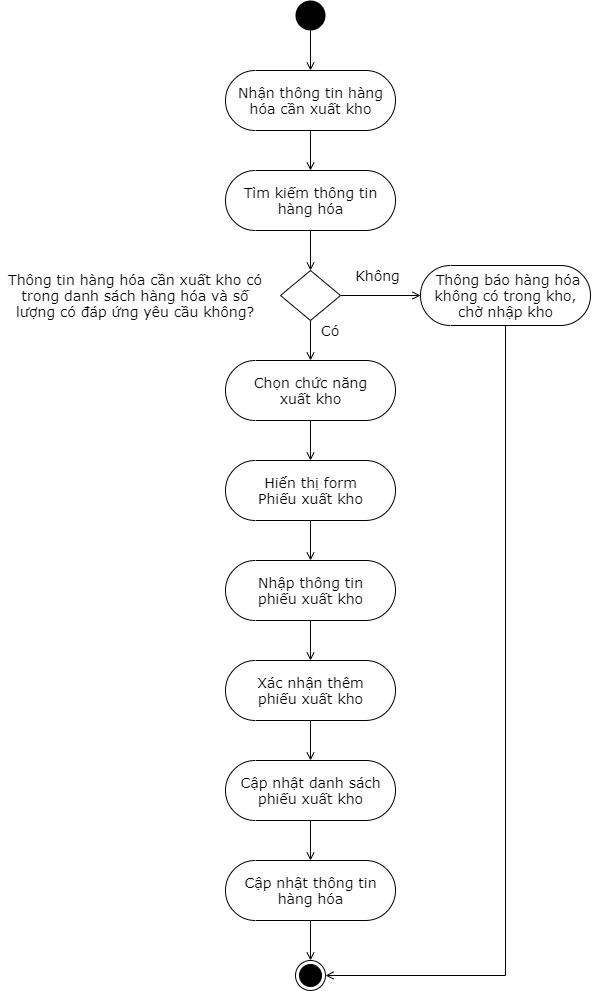 Nhận thông tin hàng
hóa cần xuất kho
Tìm kiếm thông tin
hàng hóa
Thông tin hàng hóa cần xuất kho có
trong danh sách hàng hóa và số
lượng có đáp ứng yêu cầu không?
Không
Thông báo hàng hóa
không có trong kho,
chờ nhập kho
Có
Chọn chức năng
xuất kho
Hiển thị form
Phiếu xuất kho
Nhập thông tin
phiếu xuất kho
Xác nhận thêm
phiếu xuất kho
Cập nhật danh sách
phiếu xuất kho
Cập nhật thông tin
hàng hóa